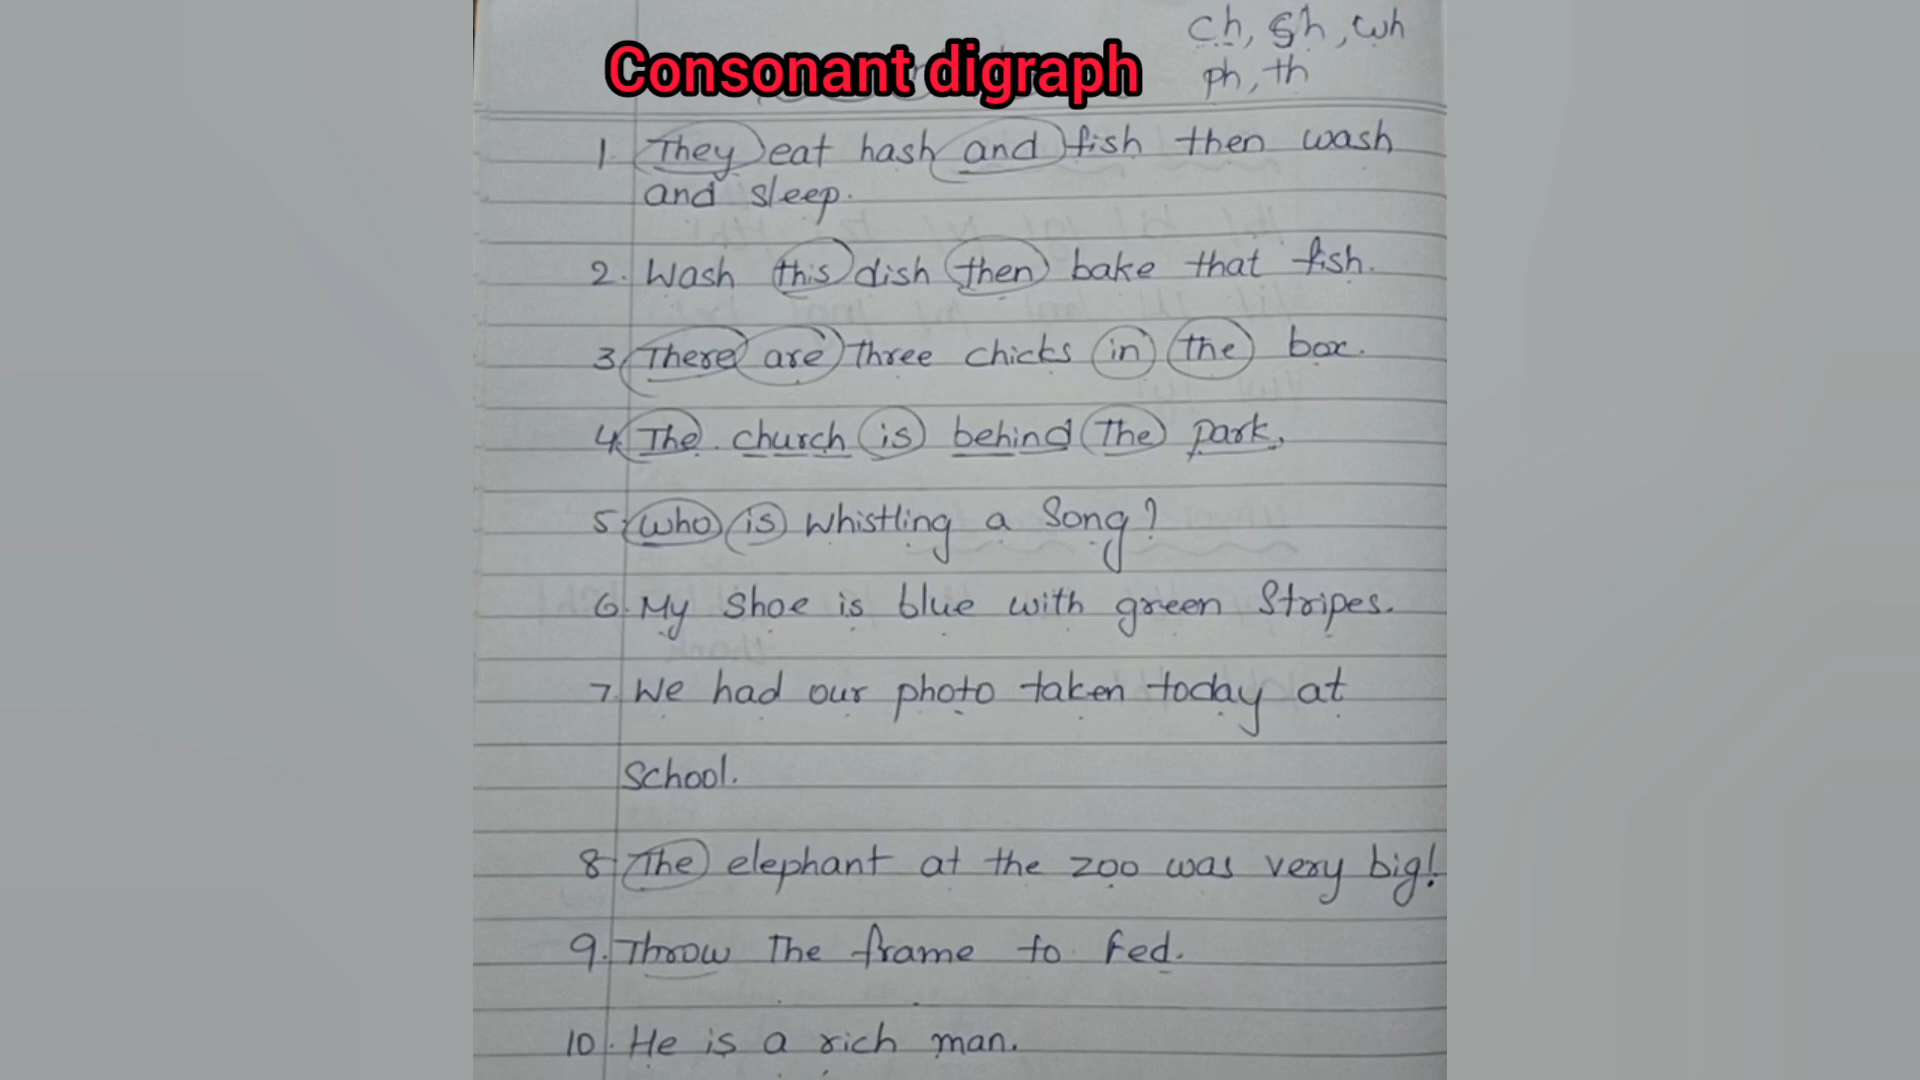 Consonant digraph
ch, sh, wh
ph, th
1. They eat hash and fish then wash
and sleep.
2. Wash this dish then bake that fish.
3. There are three chicks in the box.
4. The church is behind the park.
5. who is whistling a Song?
6. My shoe is blue with green Stripes.
7. We had our photo taken today at
School.
8. The elephant at the zoo was very big!
9. Throw The frame to Fed.
10. He is a rich man.